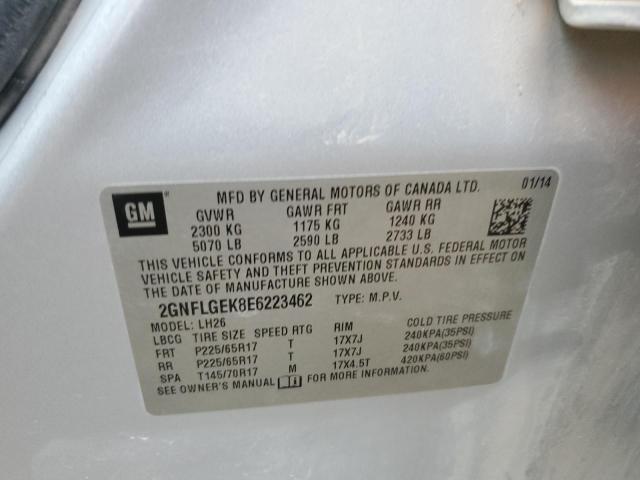 GM
MFD BY GENERAL MOTORS OF CANADA LTD. 01/14
GVWR GAWR FRT GAWR RR
2300 KG 1175 KG 1240 KG
5070 LB 2590 LB 2733 LB
THIS VEHICLE CONFORMS TO ALL APPLICABLE U.S. FEDERAL MOTOR
VEHICLE SAFETY AND THEFT PREVENTION STANDARDS IN EFFECT ON
THE DATE OF MANUFACTURE SHOWN ABOVE.
2GNFLGEK8E6223462 TYPE: M.P.V.
MODEL: LH26
LBCG TIRE SIZE SPEED RTG RIM COLD TIRE PRESSURE
FRT P225/65R17 T 17X7J 240KPA(35PSI)
RR P225/65R17 T 17X7J 240KPA(35PSI)
SPA T145/70R17 M 17X4.5T 420KPA(60PSI)
SEE OWNER'S MANUAL FOR MORE INFORMATION.